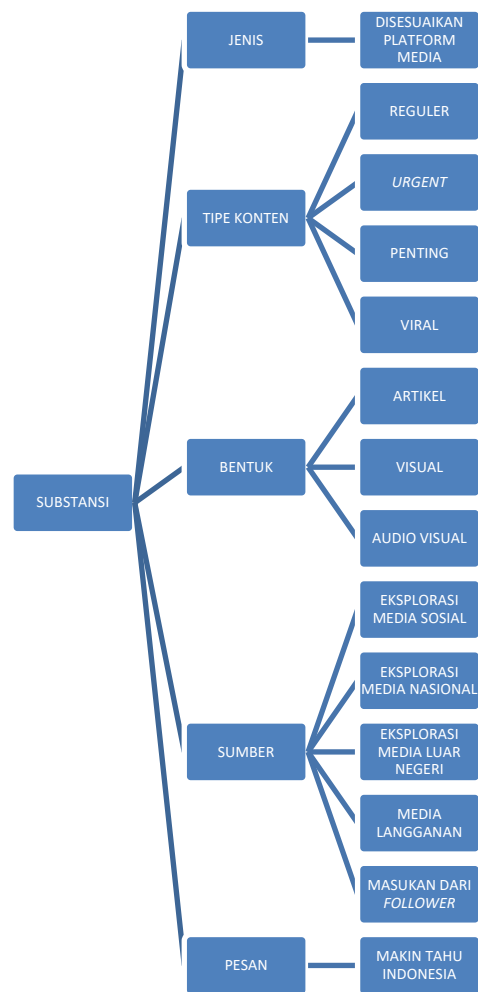 JENIS
DISESUAIKAN
PLATFORM
MEDIA
TIPE KONTEN
REGULER
URGENT
PENTING
VIRAL
SUBSTANSI
BENTUK
ARTIKEL
VISUAL
AUDIO VISUAL
SUMBER
EKSPLORASI
MEDIA SOSIAL
EKSPLORASI
MEDIA NASIONAL
EKSPLORASI
MEDIA LUAR
NEGERI
MEDIA
LANGGANAN
MASUKAN DARI
FOLLOWER
PESAN
MAKIN TAHU
INDONESIA